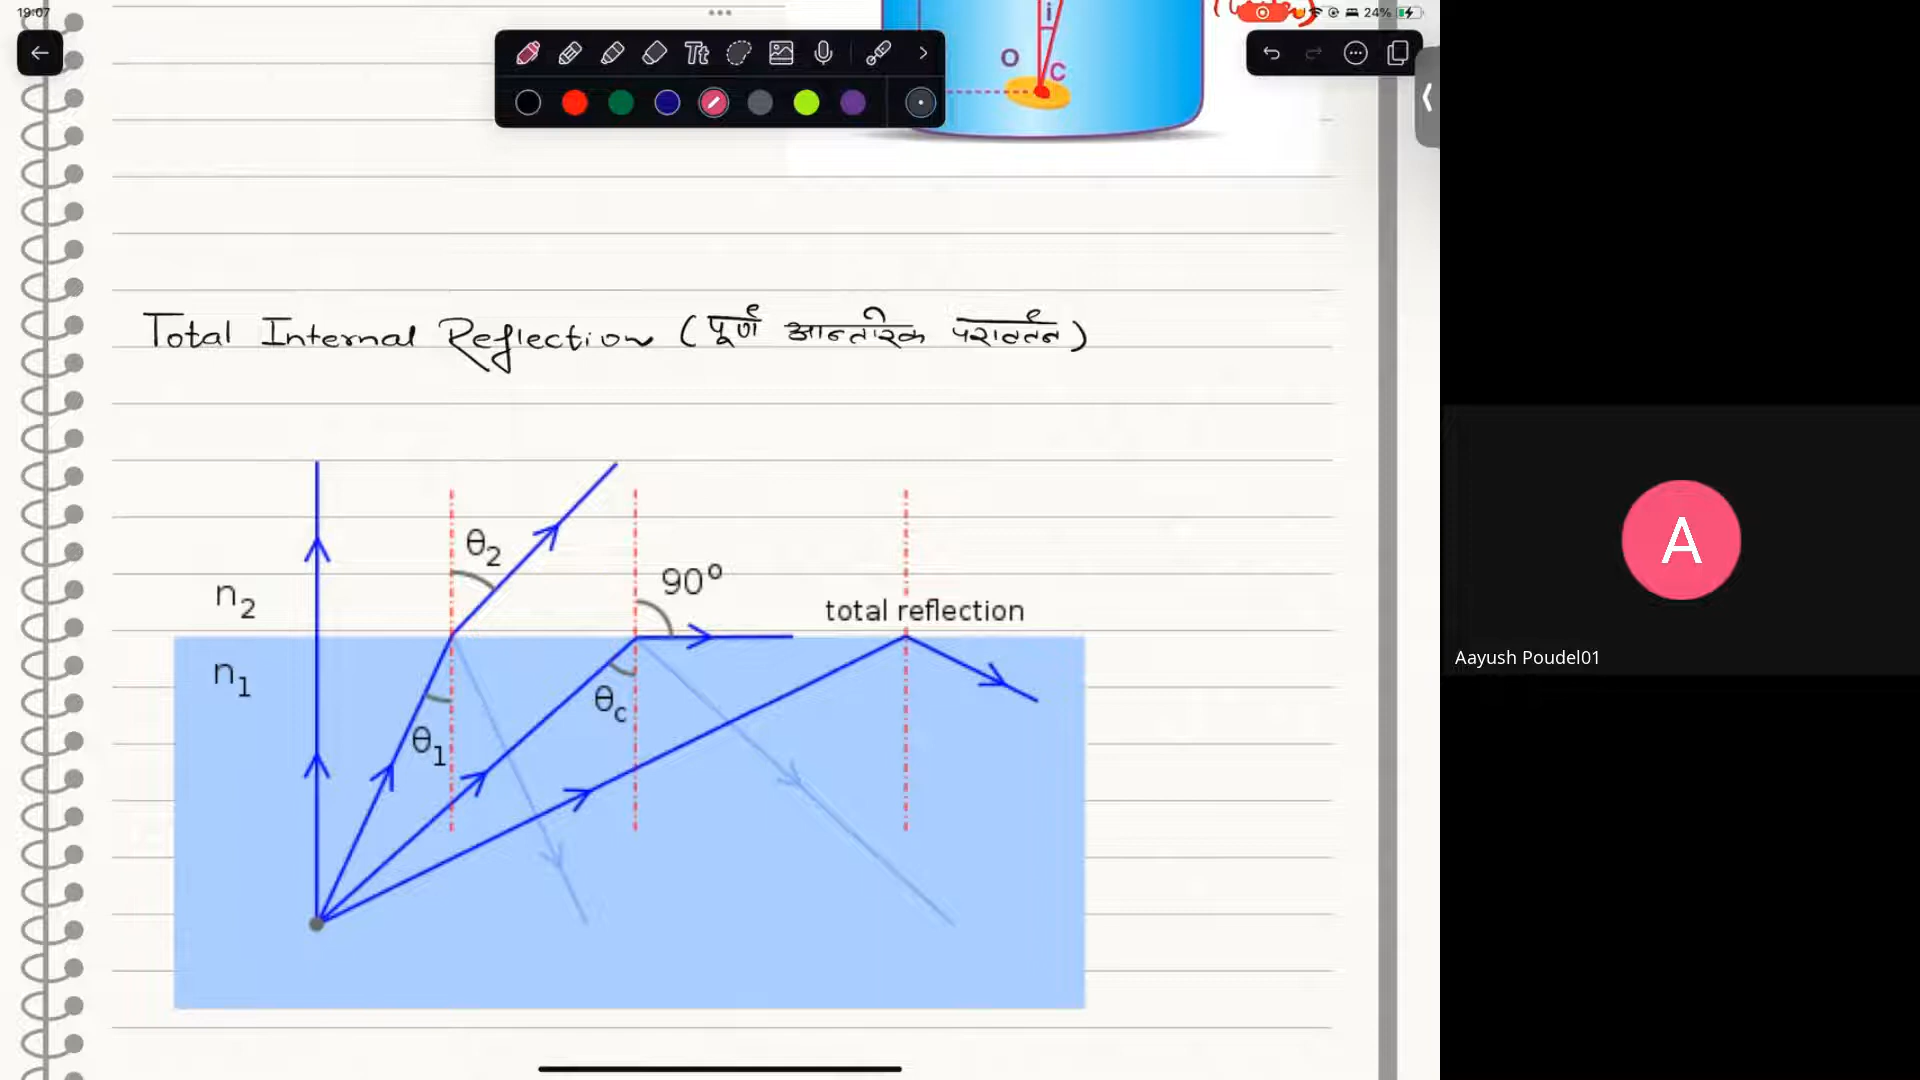 19:07
24%
Tt
i
O
C
Total Internal Reflection (पूर्ण आन्तरिक परावर्तन)
θ2
90°
n2
total reflection
n1
θc
θ1
A
Aayush Poudel01